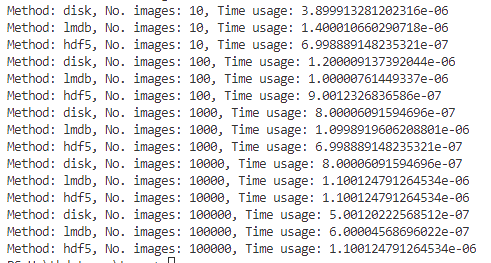 Method: disk, No. images: 10, Time usage: 3.899913281202316e-06
Method: lmdb, No. images: 10, Time usage: 1.400010660290718e-06
Method: hdf5, No. images: 10, Time usage: 6.998889148235321e-07
Method: disk, No. images: 100, Time usage: 1.200009137392044e-06
Method: lmdb, No. images: 100, Time usage: 1.00000761449337e-06
Method: hdf5, No. images: 100, Time usage: 9.0012326836586e-07
Method: disk, No. images: 1000, Time usage: 8.00006091594696e-07
Method: lmdb, No. images: 1000, Time usage: 1.0998919606208801e-06
Method: hdf5, No. images: 1000, Time usage: 6.998889148235321e-07
Method: disk, No. images: 10000, Time usage: 8.00006091594696e-07
Method: lmdb, No. images: 10000, Time usage: 1.100124791264534e-06
Method: hdf5, No. images: 10000, Time usage: 1.100124791264534e-06
Method: disk, No. images: 100000, Time usage: 5.00120222568512e-07
Method: lmdb, No. images: 100000, Time usage: 6.00004568696022e-07
Method: hdf5, No. images: 100000, Time usage: 1.100124791264534e-06